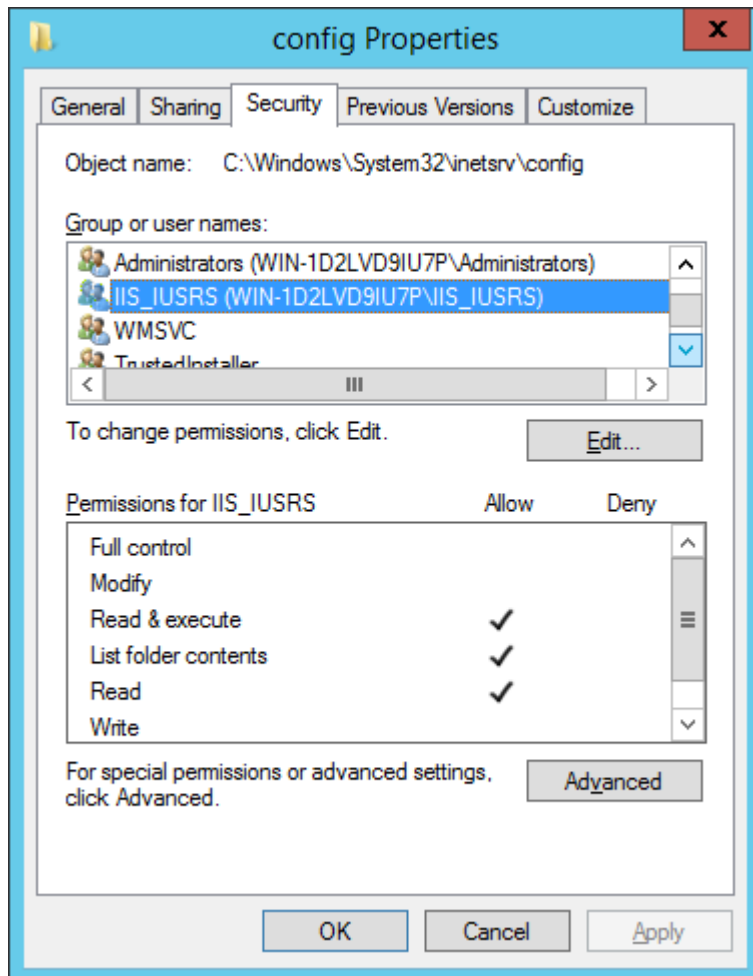 config Properties
x
General Sharing Security Previous Versions Customize
Object name: C:\Windows\System32\inetsrv\config
Group or user names:
Administrators (WIN-1D2LVD9IU7P\Administrators)
IIS_IUSRS (WIN-1D2LVD9IU7P\IIS_IUSRS)
WMSVC
TrustedInstaller
To change permissions, click Edit.
Edit...
Permissions for IIS_IUSRS Allow Deny
Full control
Modify
Read & execute
List folder contents
Read
Write
For special permissions or advanced settings,
click Advanced.
Advanced
OK Cancel Apply